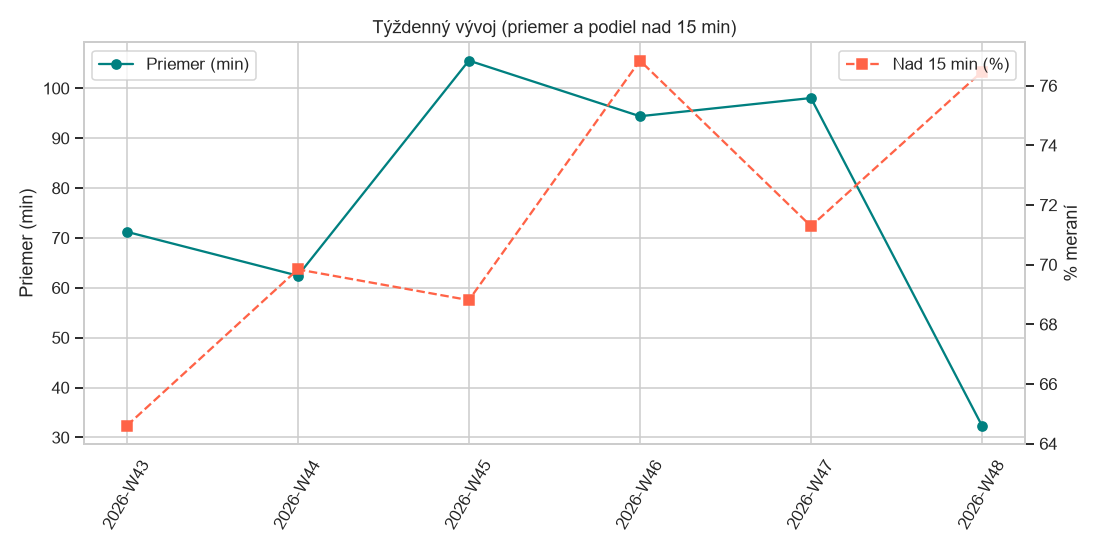 Týždenný vývoj (priemer a podiel nad 15 min)
Priemer (min)
Nad 15 min (%)
Priemer (min)
100
90
80
70
60
50
40
30
76
74
72
70
68
66
64
% meraní
2026-W43
2026-W44
2026-W45
2026-W46
2026-W47
2026-W48